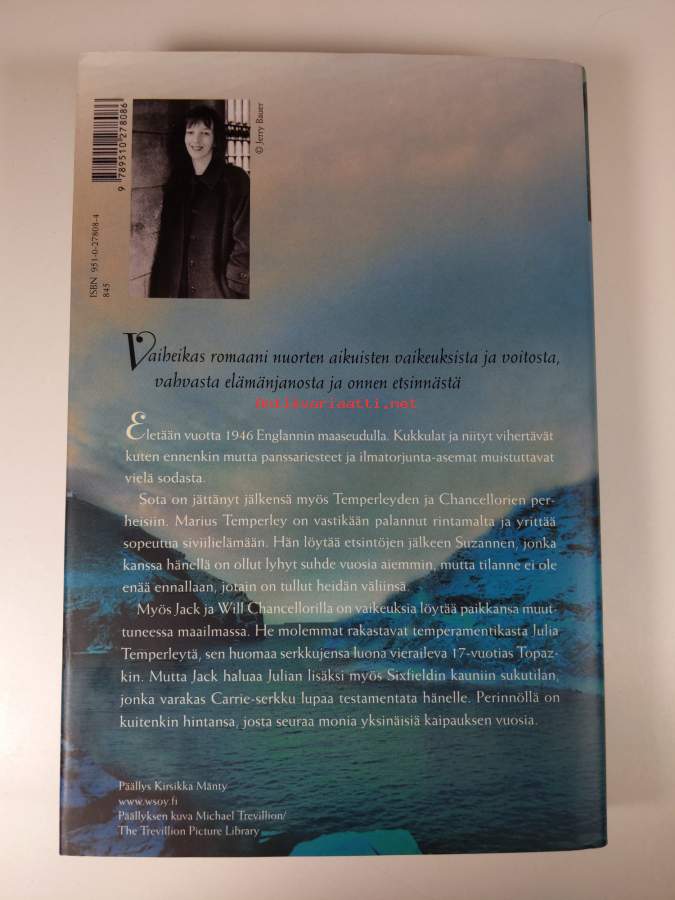 9 789510 278086
ISBN 951-0-27808-4
845
© Jerry Bauer
Vaiheikas romaani nuorten aikuisten vaikeuksista ja voitosta,
vahvasta elämänjanosta ja onnen etsinnästä
antikvariaatti.net
Eletään vuotta 1946 Englannin maaseudulla. Kukkulat ja niityt vihertävät
kuten ennenkin mutta panssariesteet ja ilmatorjunta-asemat muistuttavat
vielä sodasta.
Sota on jättänyt jälkensä myös Temperleyden ja Chancellorien per-
heisiin. Marius Temperley on vastikään palannut rintamalta ja yrittää
sopeutua siviilielämään. Hän löytää etsintöjen jälkeen Suzannen, jonka
kanssa hänellä on ollut lyhyt suhde vuosia aiemmin, mutta tilanne ei ole
enää ennallaan, jotain on tullut heidän väliinsä.
Myös Jack ja Will Chancellorilla on vaikeuksia löytää paikkansa muut-
tuneessa maailmassa. He molemmat rakastavat temperamentikasta Julia
Temperleytä, sen huomaa serkkujensa luona vieraileva 17-vuotias Topaz-
kin. Mutta Jack haluaa Julian lisäksi myös Sixfieldin kauniin sukutilan,
jonka varakas Carrie-serkku lupaa testamentata hänelle. Perinnöllä on
kuitenkin hintansa, josta seuraa monia yksinäisiä kaipauksen vuosia.
Päällys Kirsikka Mänty
www.wsoy.fi
Päällyksen kuva Michael Trevillion/
The Trevillion Picture Library